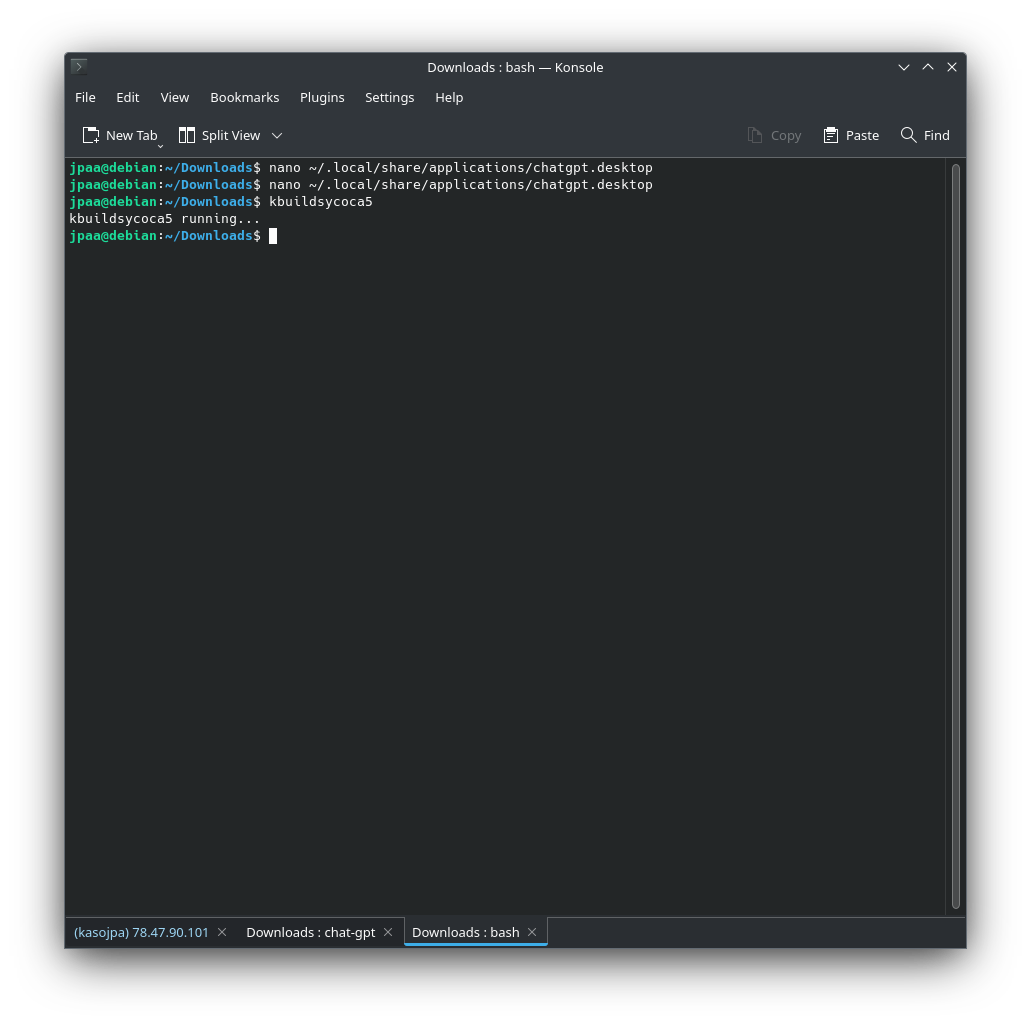 Downloads : bash — Konsole
File Edit View Bookmarks Plugins Settings Help
New Tab Split View Copy Paste Find
jpaa@debian:~/Downloads$ nano ~/.local/share/applications/chatgpt.desktop
jpaa@debian:~/Downloads$ nano ~/.local/share/applications/chatgpt.desktop
jpaa@debian:~/Downloads$ kbuildsycoca5
kbuildsycoca5 running...
jpaa@debian:~/Downloads$
(kasojpa) 78.47.90.101 Downloads : chat-gpt Downloads : bash